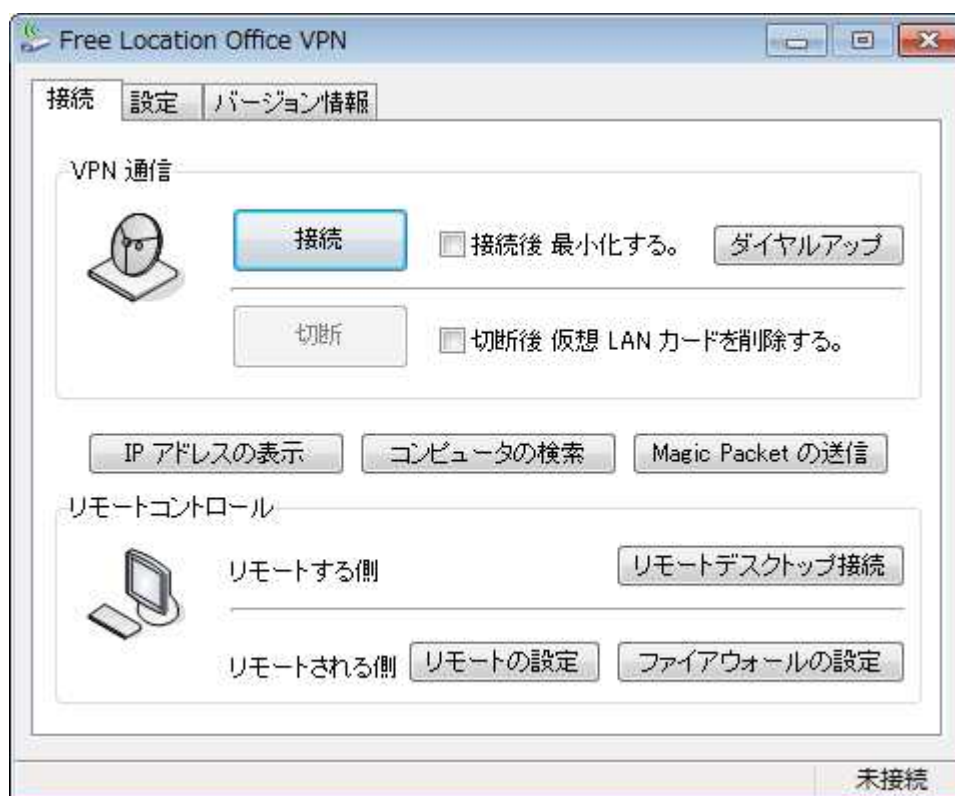 Free Location Office VPN
接続 設定 バージョン情報
VPN 通信
接続 接続後 最小化する。 ダイヤルアップ
切断 切断後 仮想 LAN カードを削除する。
IP アドレスの表示 コンピュータの検索 Magic Packet の送信
リモートコントロール
リモートする側 リモートデスクトップ接続
リモートされる側 リモートの設定 ファイアウォールの設定
未接続